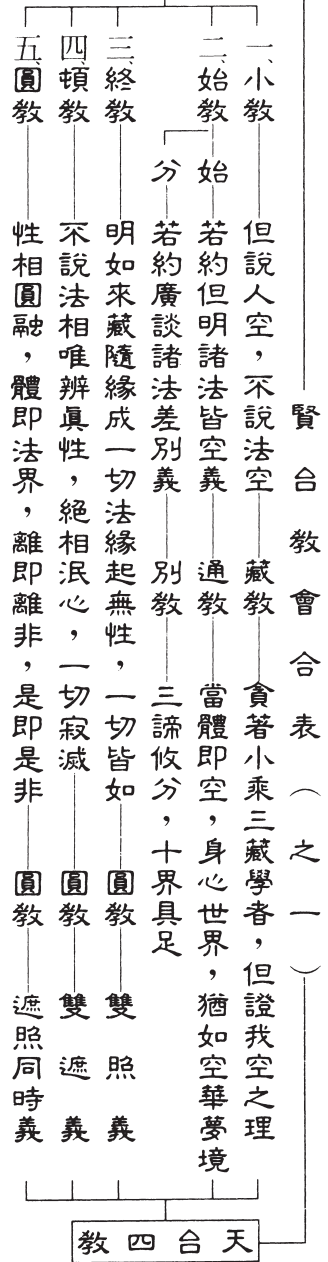 賢台教會合表（之一）
一、小教　但說人空，不說法空　藏教　貪著小乘三藏學者，但證我空之理
二、始教　始　若約但明諸法皆空義　通教　當體即空，身心世界，猶如空華夢境
分　若約廣談諸法差別義　別教　三諦攸分，十界具足
三、終教　明如來藏隨緣成一切法緣起無性，一切皆如　圓教　雙照義
四、頓教　不說法相唯辨眞性，絕相泯心，一切寂滅　圓教　雙遮義
五、圓教　性相圓融，體即法界，離即離非，是即是非　圓教　遮照同時義
天台四教